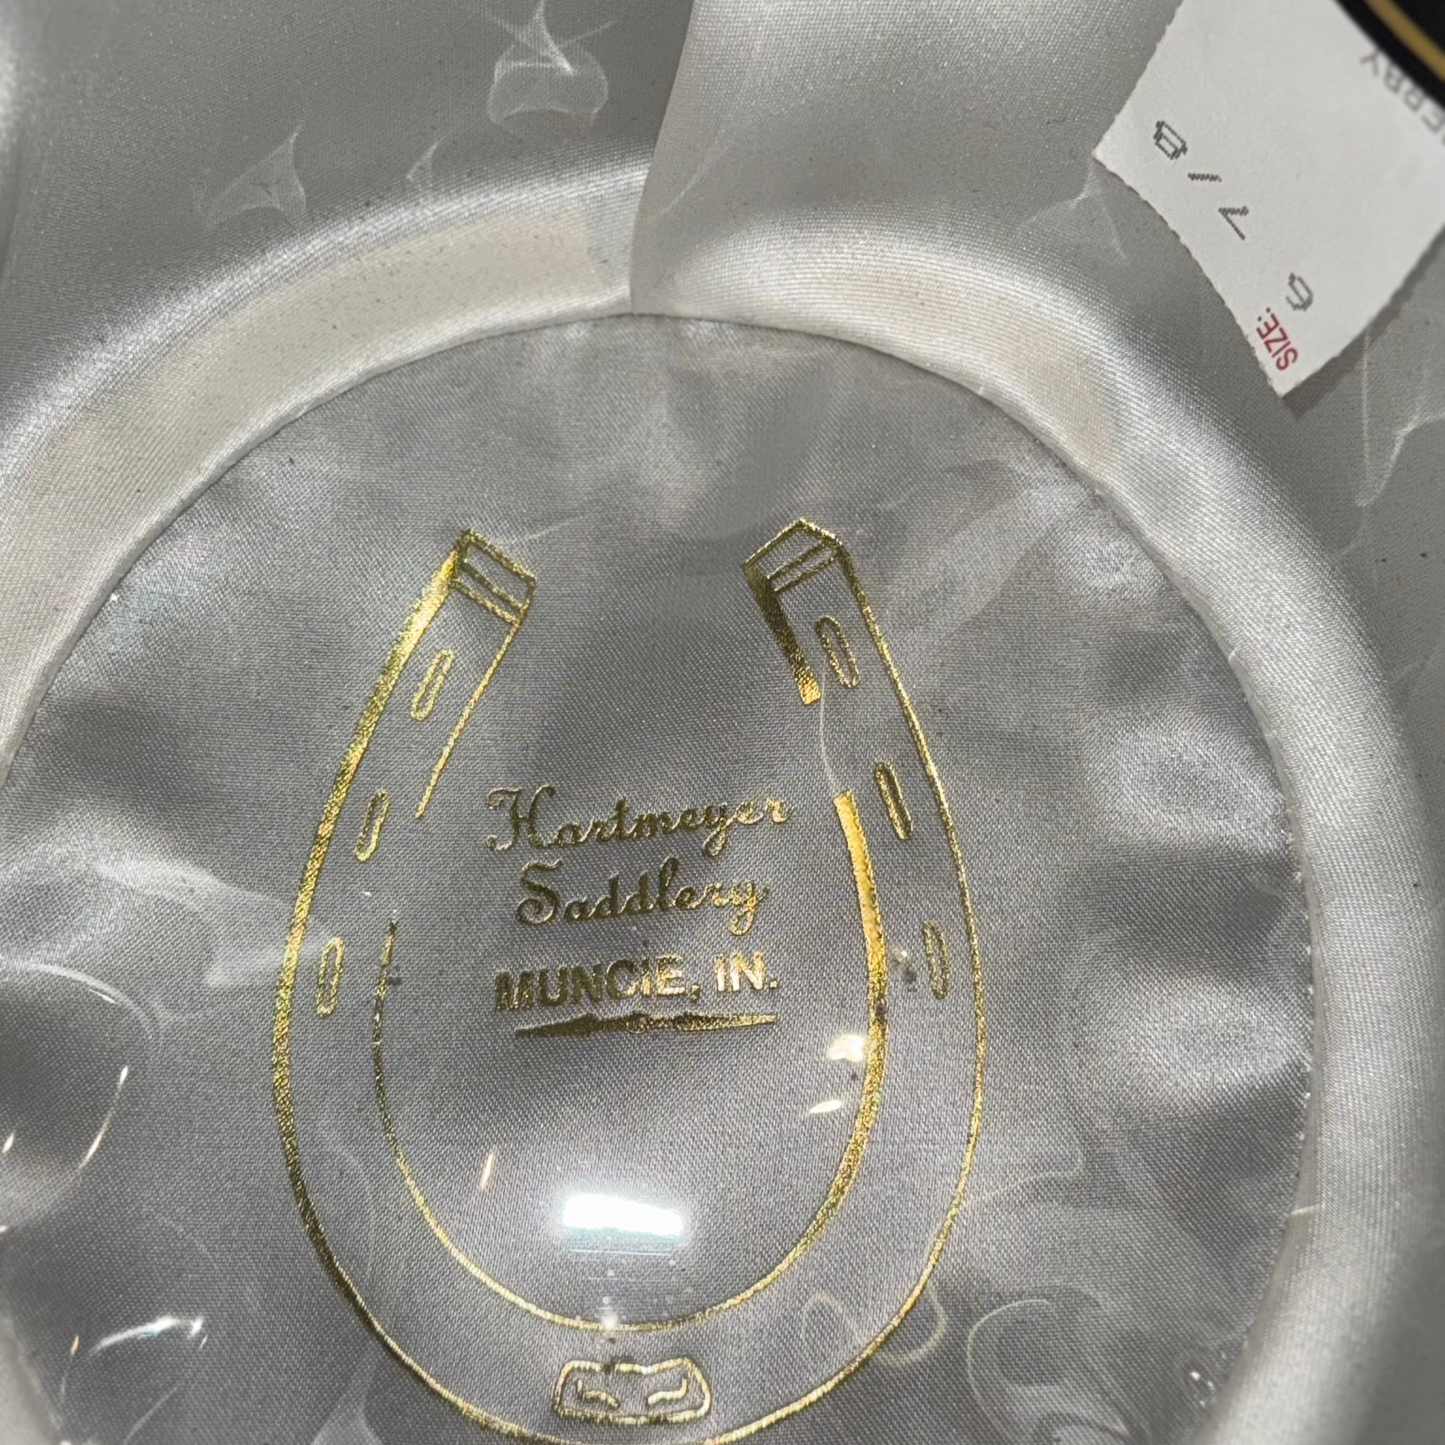 Hartmeyer
Saddlery
MUNCIE, IN.
SIZE:
6 7/8